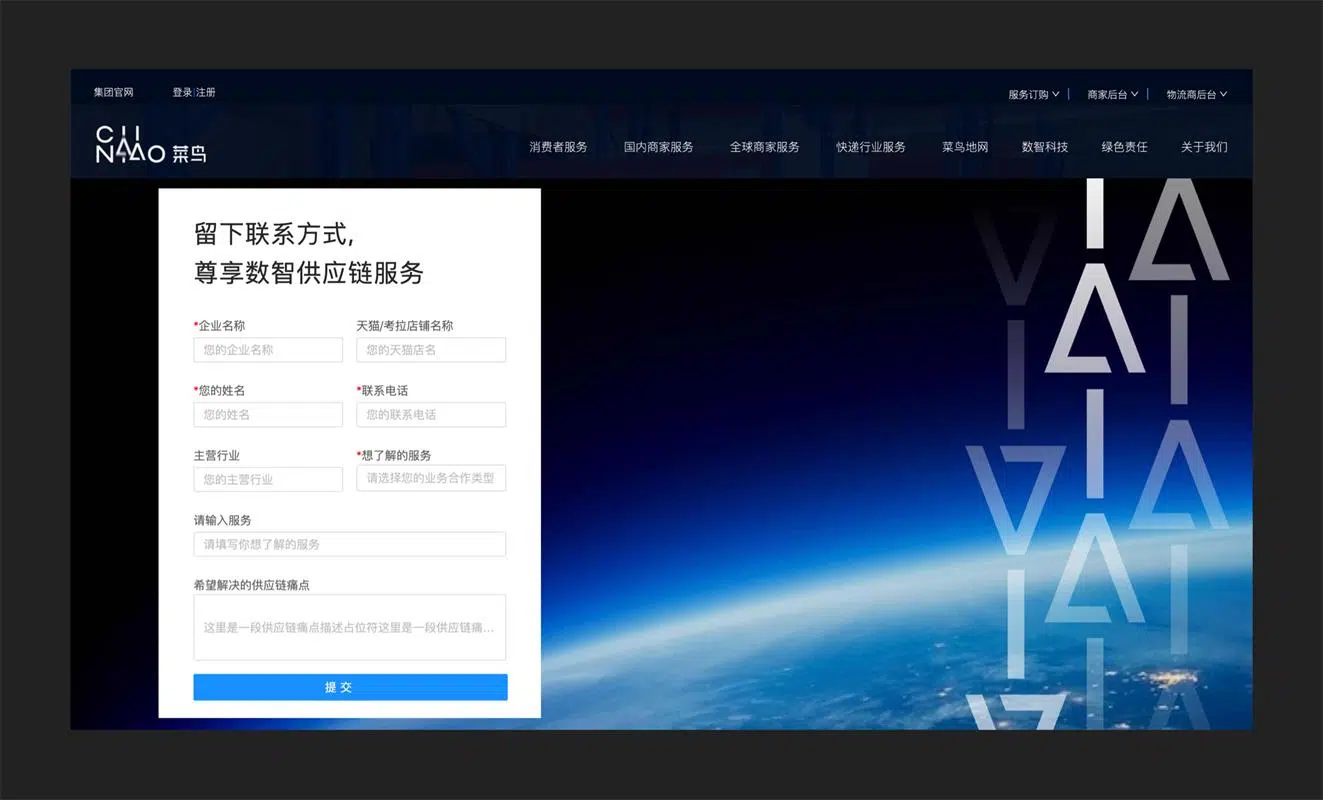 集团官网
登录|注册
服务订购
商家后台
物流商后台
CAI
NIAO 菜鸟
消费者服务
国内商家服务
全球商家服务
快递行业服务
菜鸟地网
数智科技
绿色责任
关于我们
留下联系方式,
尊享数智供应链服务
*企业名称
天猫/考拉店铺名称
您的企业名称
您的天猫店名
*您的姓名
*联系电话
您的姓名
您的联系电话
主营行业
*想了解的服务
您的主营行业
请选择您的业务合作类型
请输入服务
请填写你想了解的服务
希望解决的供应链痛点
这里是一段供应链痛点描述占位符这里是一段供应链痛...
提 交